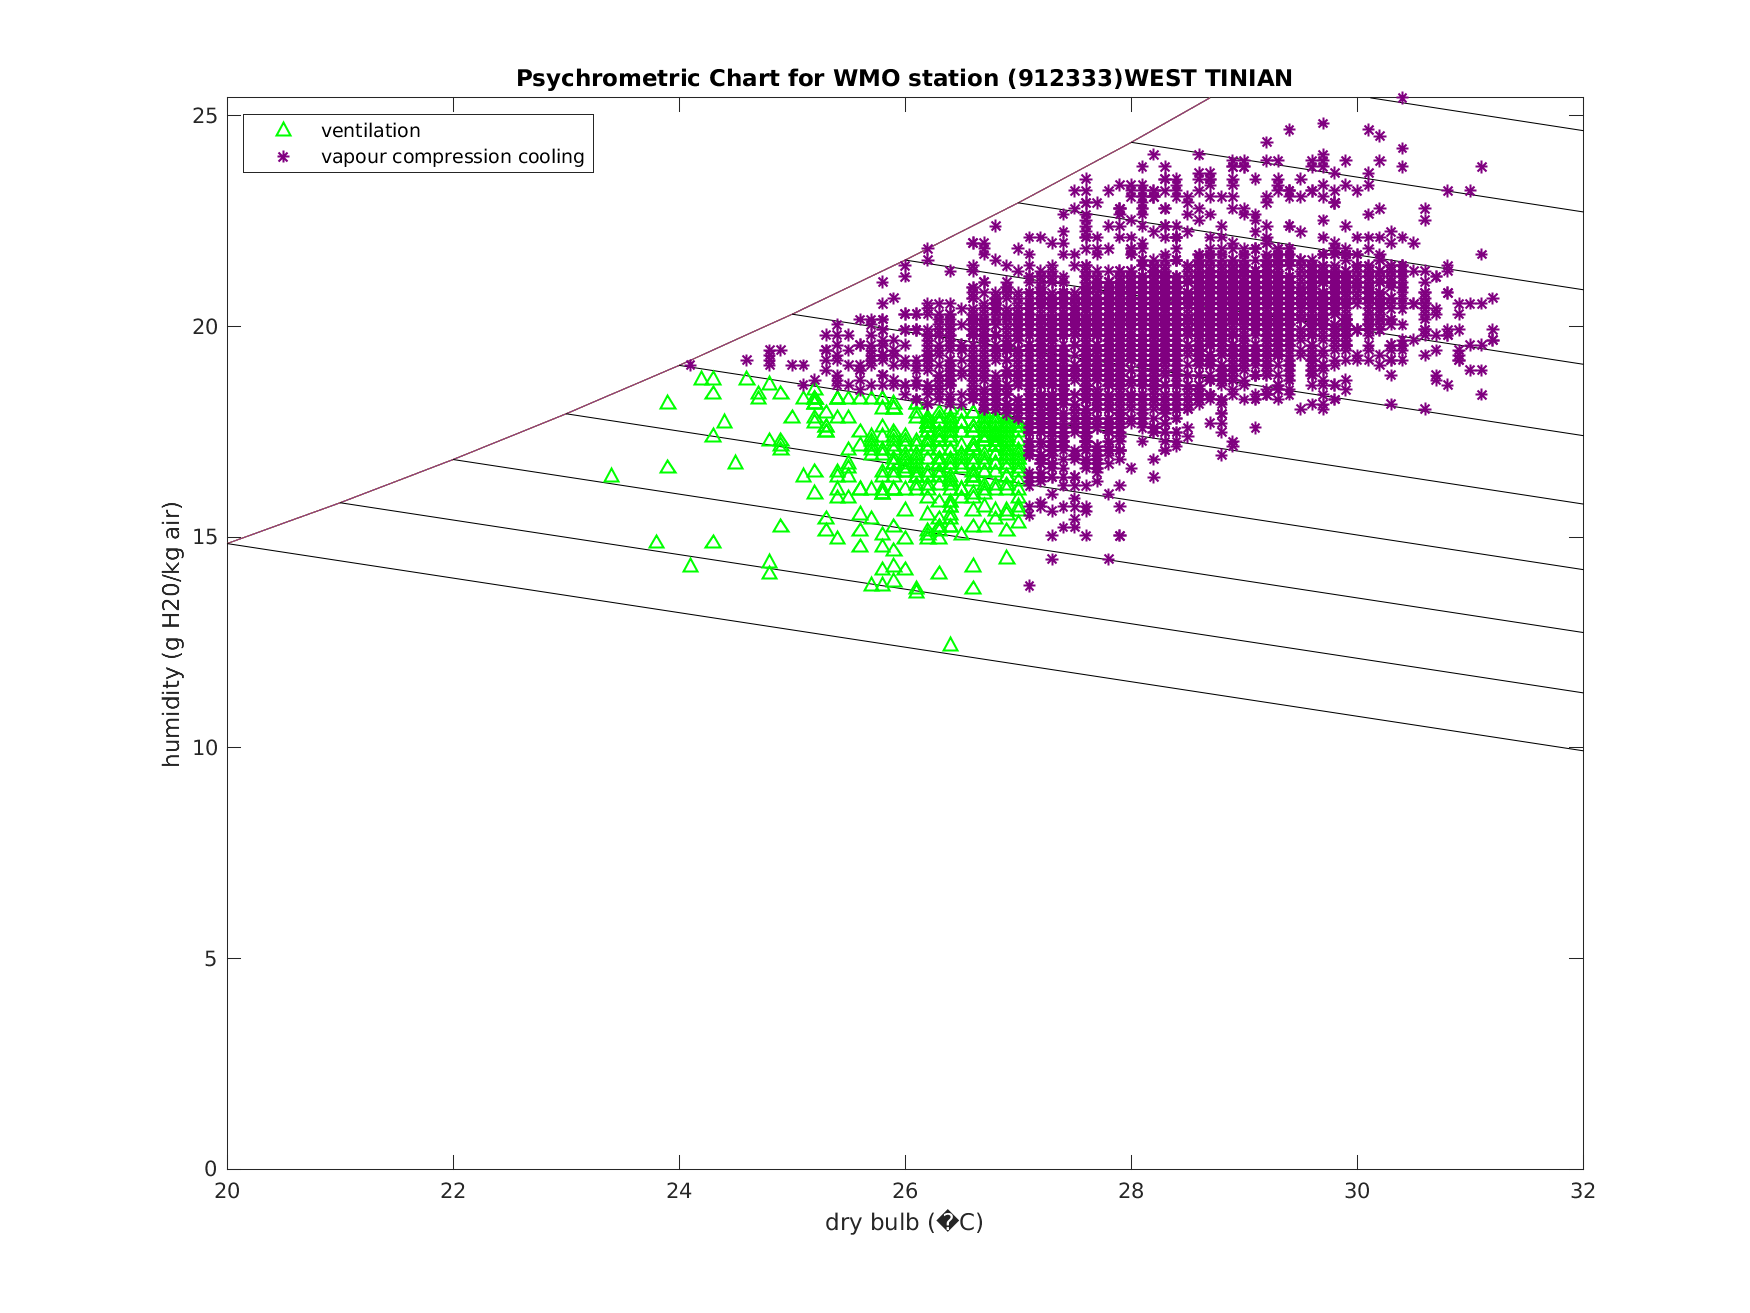 Psychrometric Chart for WMO station (912333)WEST TINIAN
ventilation
vapour compression cooling
25
20
15
10
5
0
humidity (g H20/kg air)
20 22 24 26 28 30 32
dry bulb (�C)